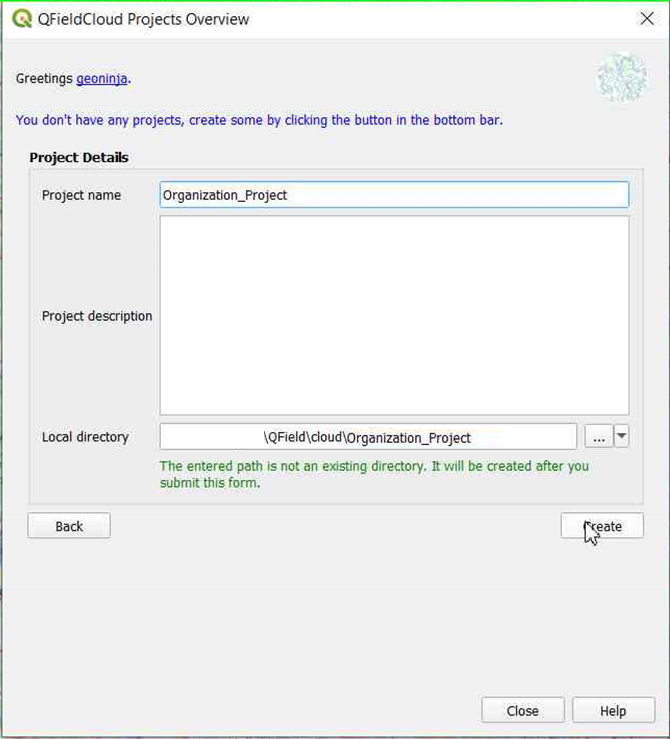 QFieldCloud Projects Overview
Greetings geoninja.
You don't have any projects, create some by clicking the button in the bottom bar.
Project Details
Project name Organization_Project
Project description
Local directory \QField\cloud\Organization_Project ...
The entered path is not an existing directory. It will be created after you
submit this form.
Back Create
Close Help